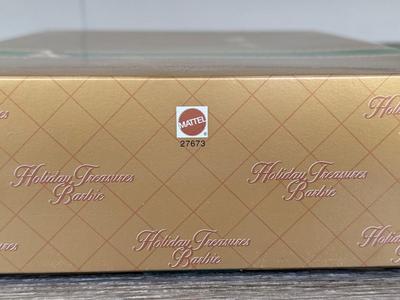 MATTEL
27673
Holiday Treasures
Barbie
Holiday Treasures
Barbie
Holiday Treasures
Barbie